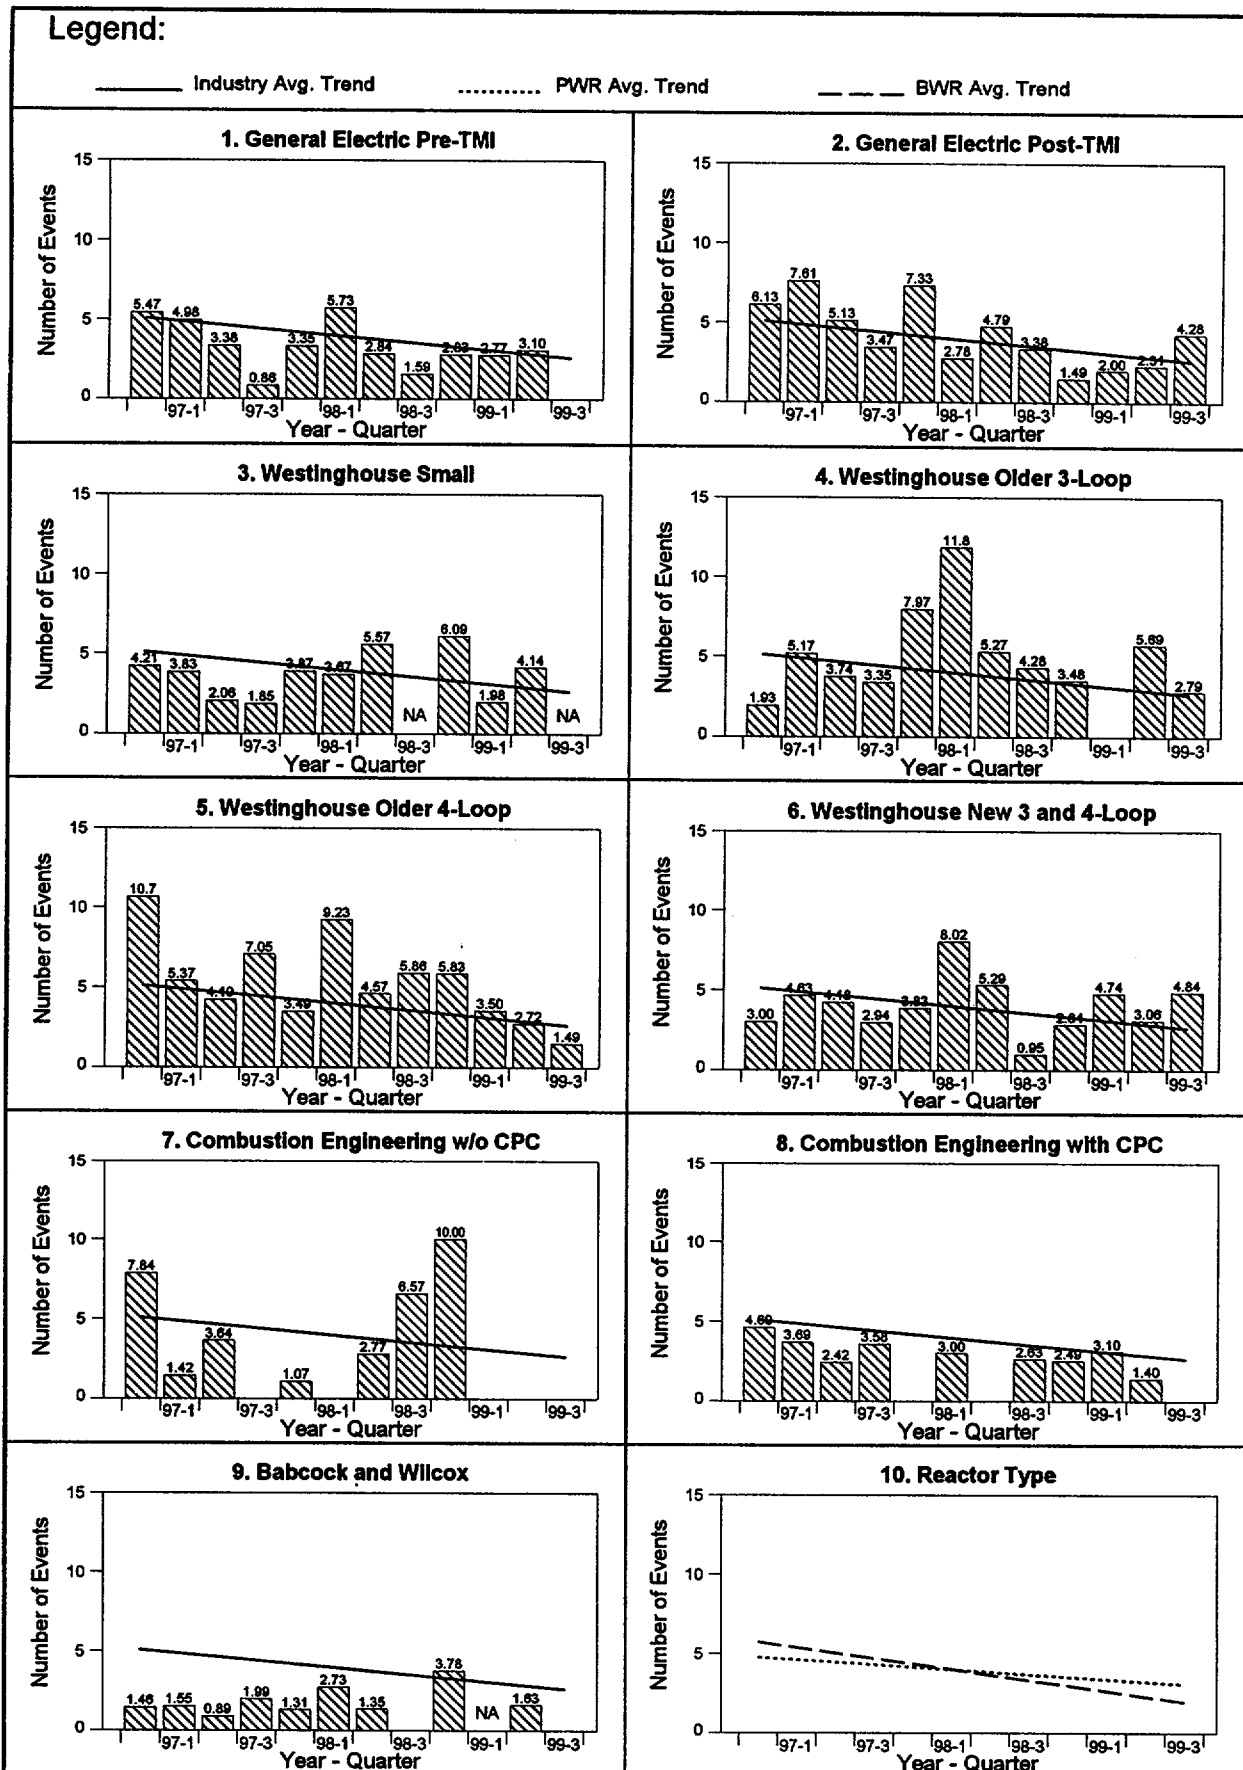 Legend:
Industry Avg. Trend PWR Avg. Trend BWR Avg. Trend
1. General Electric Pre-TMI
Number of Events
15
10
5
0
5.47 4.98 3.38 0.86 3.35 5.73 2.84 1.59 2.83 2.77 3.10
97-1 97-3 98-1 98-3 99-1 99-3
Year - Quarter
2. General Electric Post-TMI
Number of Events
15
10
5
0
6.13 7.61 5.13 3.47 7.33 2.78 4.79 3.38 1.49 2.00 2.31 4.28
97-1 97-3 98-1 98-3 99-1 99-3
Year - Quarter
3. Westinghouse Small
Number of Events
15
10
5
0
4.21 3.83 2.06 1.85 3.87 3.67 5.57 NA 6.09 1.98 4.14 NA
97-1 97-3 98-1 98-3 99-1 99-3
Year - Quarter
4. Westinghouse Older 3-Loop
Number of Events
15
10
5
0
1.93 5.17 3.74 3.35 7.97 11.8 5.27 4.28 3.48 5.69 2.79
97-1 97-3 98-1 98-3 99-1 99-3
Year - Quarter
5. Westinghouse Older 4-Loop
Number of Events
15
10
5
0
10.7 5.37 7.05 3.49 9.23 4.57 5.86 5.83 3.50 2.72 1.49
97-1 97-3 98-1 98-3 99-1 99-3
Year - Quarter
6. Westinghouse New 3 and 4-Loop
Number of Events
15
10
5
0
3.00 4.63 4.18 2.94 3.83 8.02 5.29 0.95 4.74 3.06 4.84
97-1 97-3 98-1 98-3 99-1 99-3
Year - Quarter
7. Combustion Engineering w/o CPC
Number of Events
15
10
5
0
7.84 1.42 3.64 1.07 2.77 6.57 10.00
97-1 97-3 98-1 98-3 99-1 99-3
Year - Quarter
8. Combustion Engineering with CPC
Number of Events
15
10
5
0
4.69 3.69 2.42 3.58 3.00 2.63 2.49 3.10 1.40
97-1 97-3 98-1 98-3 99-1 99-3
Year - Quarter
9. Babcock and Wilcox
Number of Events
15
10
5
0
1.46 1.55 0.89 1.99 1.31 2.73 1.35 3.78 NA 1.63
97-1 97-3 98-1 98-3 99-1 99-3
Year - Quarter
10. Reactor Type
Number of Events
15
10
5
0
97-1 97-3 98-1 98-3 99-1 99-3
Year - Quarter